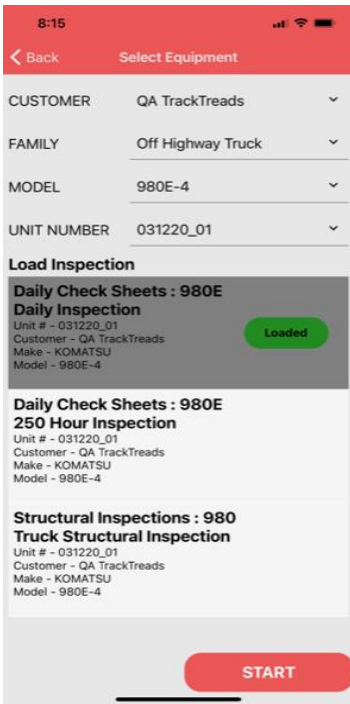 8:15
Back Select Equipment
CUSTOMER QA TrackTreads
FAMILY Off Highway Truck
MODEL 980E-4
UNIT NUMBER 031220_01
Load Inspection
Daily Check Sheets : 980E
Daily Inspection
Unit # - 031220_01
Customer - QA TrackTreads
Make - KOMATSU
Model - 980E-4
Loaded
Daily Check Sheets : 980E
250 Hour Inspection
Unit # - 031220_01
Customer - QA TrackTreads
Make - KOMATSU
Model - 980E-4
Structural Inspections : 980
Truck Structural Inspection
Unit # - 031220_01
Customer - QA TrackTreads
Make - KOMATSU
Model - 980E-4
START